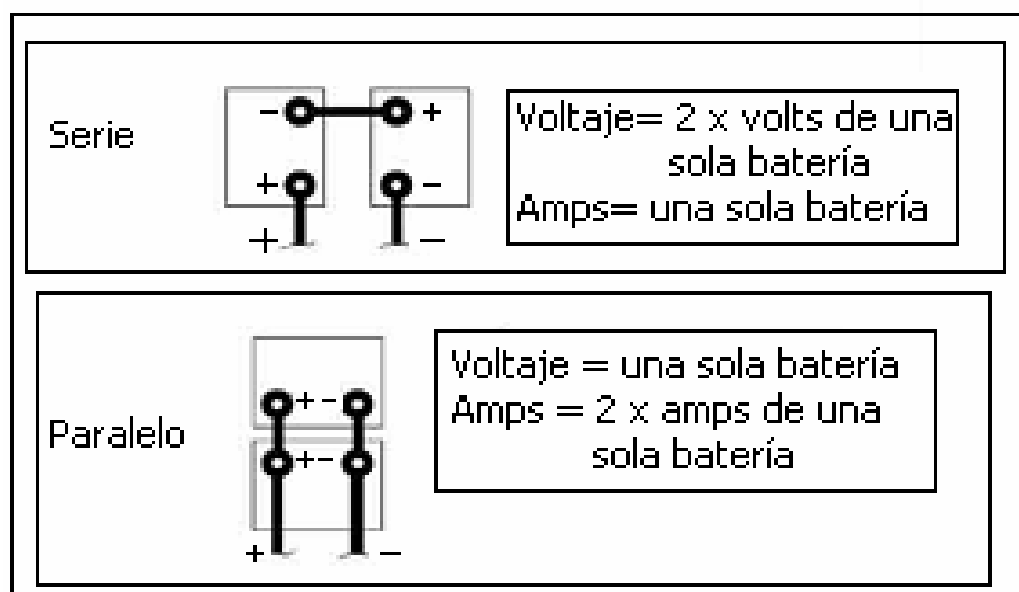 Serie
- +
+ -
+ -
Voltaje= 2 x volts de una
sola batería
Amps= una sola batería
Paralelo
+ -
+ -
+ -
Voltaje = una sola batería
Amps = 2 x amps de una
sola batería